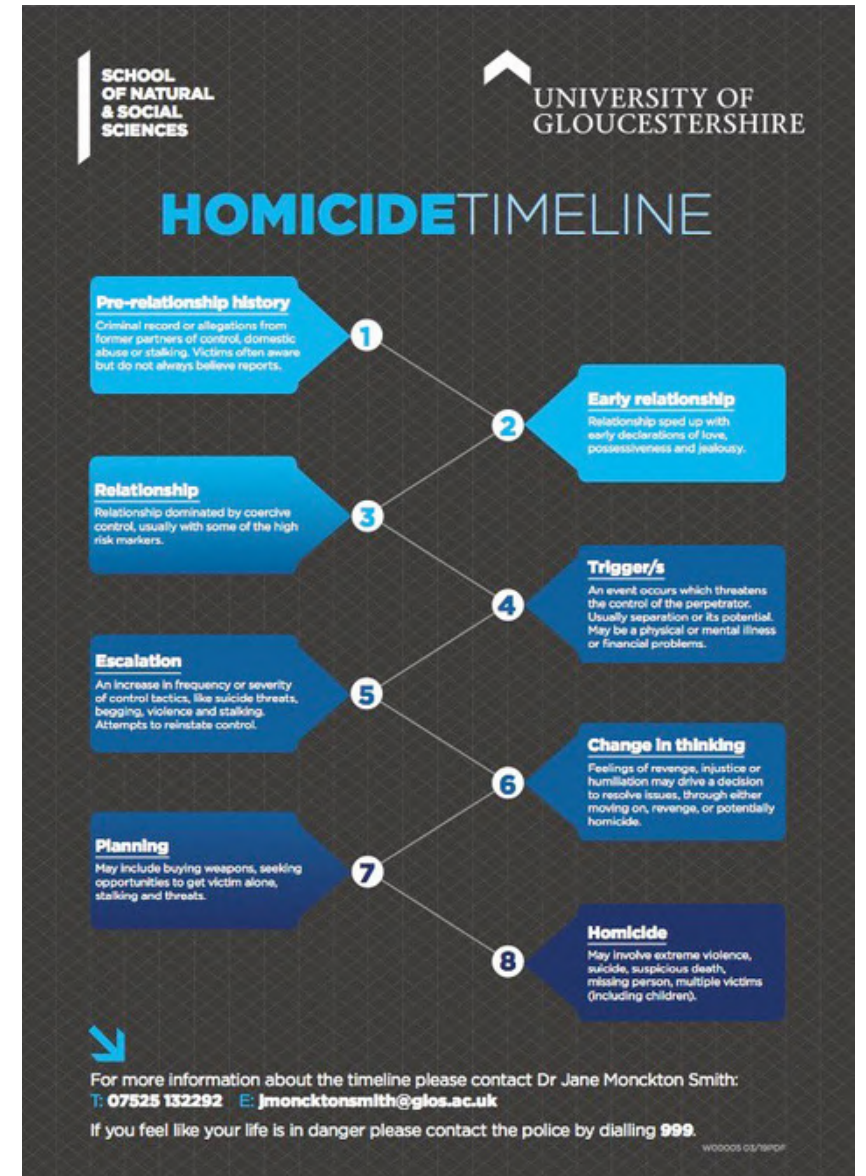 SCHOOL
OF NATURAL
& SOCIAL
SCIENCES
UNIVERSITY OF
GLOUCESTERSHIRE
HOMICIDETIMELINE
Pre-relationship history
Criminal record or allegations from
former partners of control, domestic
abuse or stalking. Victims often aware
but do not always believe reports.
1
Early relationship
Relationship sped up with
early declarations of love,
possessiveness and jealousy.
2
Relationship
Relationship dominated by coercive
control, usually with some of the high
risk markers.
3
Trigger/s
An event occurs which threatens
the control of the perpetrator.
Usually separation or its potential.
May be a physical or mental illness
or financial problems.
4
Escalation
An increase in frequency or severity
of control tactics, like suicide threats,
begging, violence and stalking.
Attempts to reinstate control.
5
Change in thinking
Feelings of revenge, injustice or
humiliation may drive a decision
to resolve issues, through either
moving on, revenge, or potentially
homicide.
6
Planning
May include buying weapons, seeking
opportunities to get victim alone,
stalking and threats.
7
Homicide
May involve extreme violence,
suicide, suspicious death,
missing person, multiple victims
(including children).
8
For more information about the timeline please contact Dr Jane Monckton Smith:
T: 07525 132292 E: jmoncktonsmith@glos.ac.uk
If you feel like your life is in danger please contact the police by dialling 999.
W00005 03/19PDF